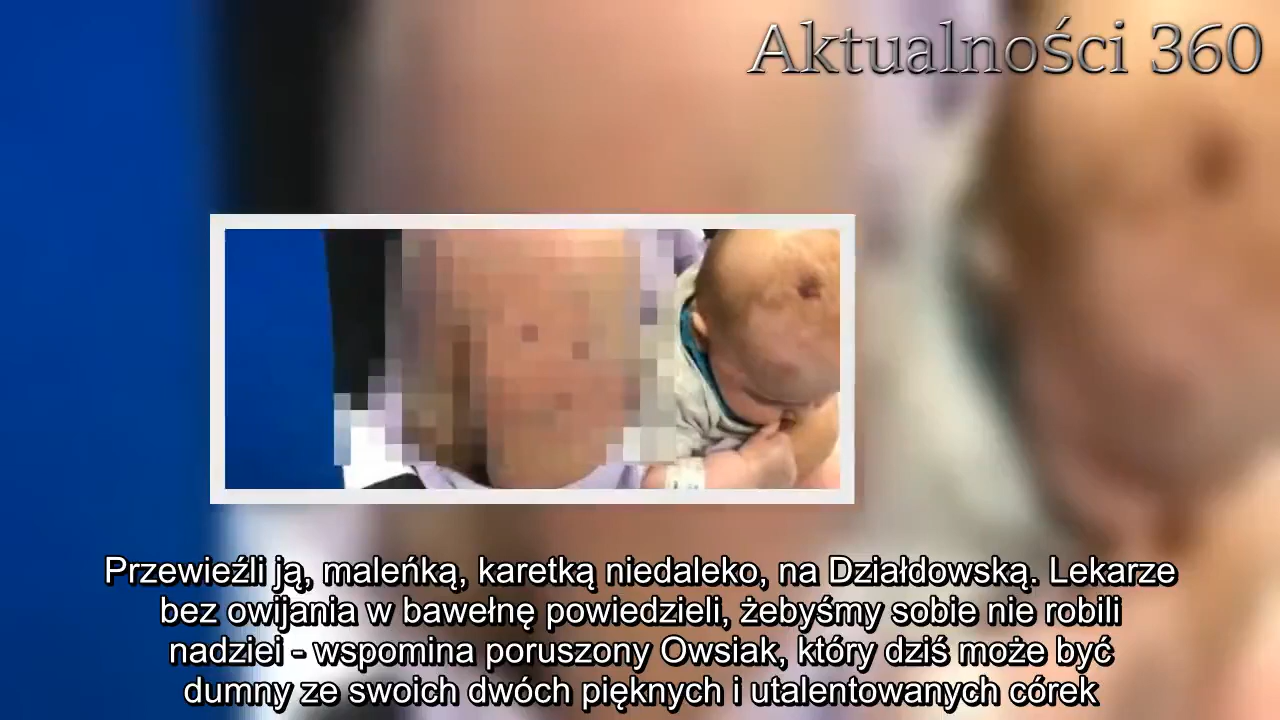 Aktualności 360
Przewieźli ją, maleńką, karetką niedaleko, na Działdowską. Lekarze
bez owijania w bawełnę powiedzieli, żebyśmy sobie nie robili
nadziei - wspomina poruszony Owsiak, który dziś może być
dumny ze swoich dwóch pięknych i utalentowanych córek